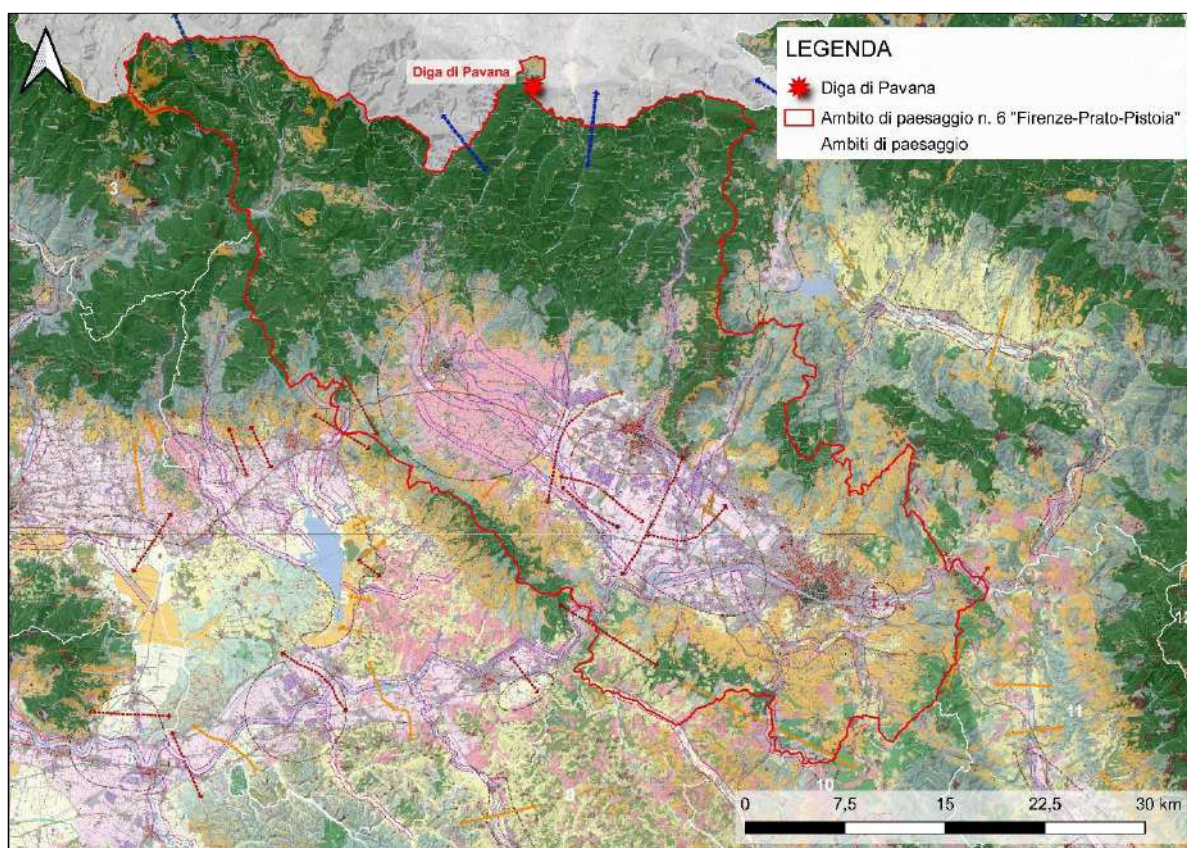 LEGENDA
Diga di Pavana
Ambito di paesaggio n. 6 "Firenze-Prato-Pistoia"
Ambiti di paesaggio
Diga di Pavana
3
12
11
10
0 7,5 15 22,5 30 km